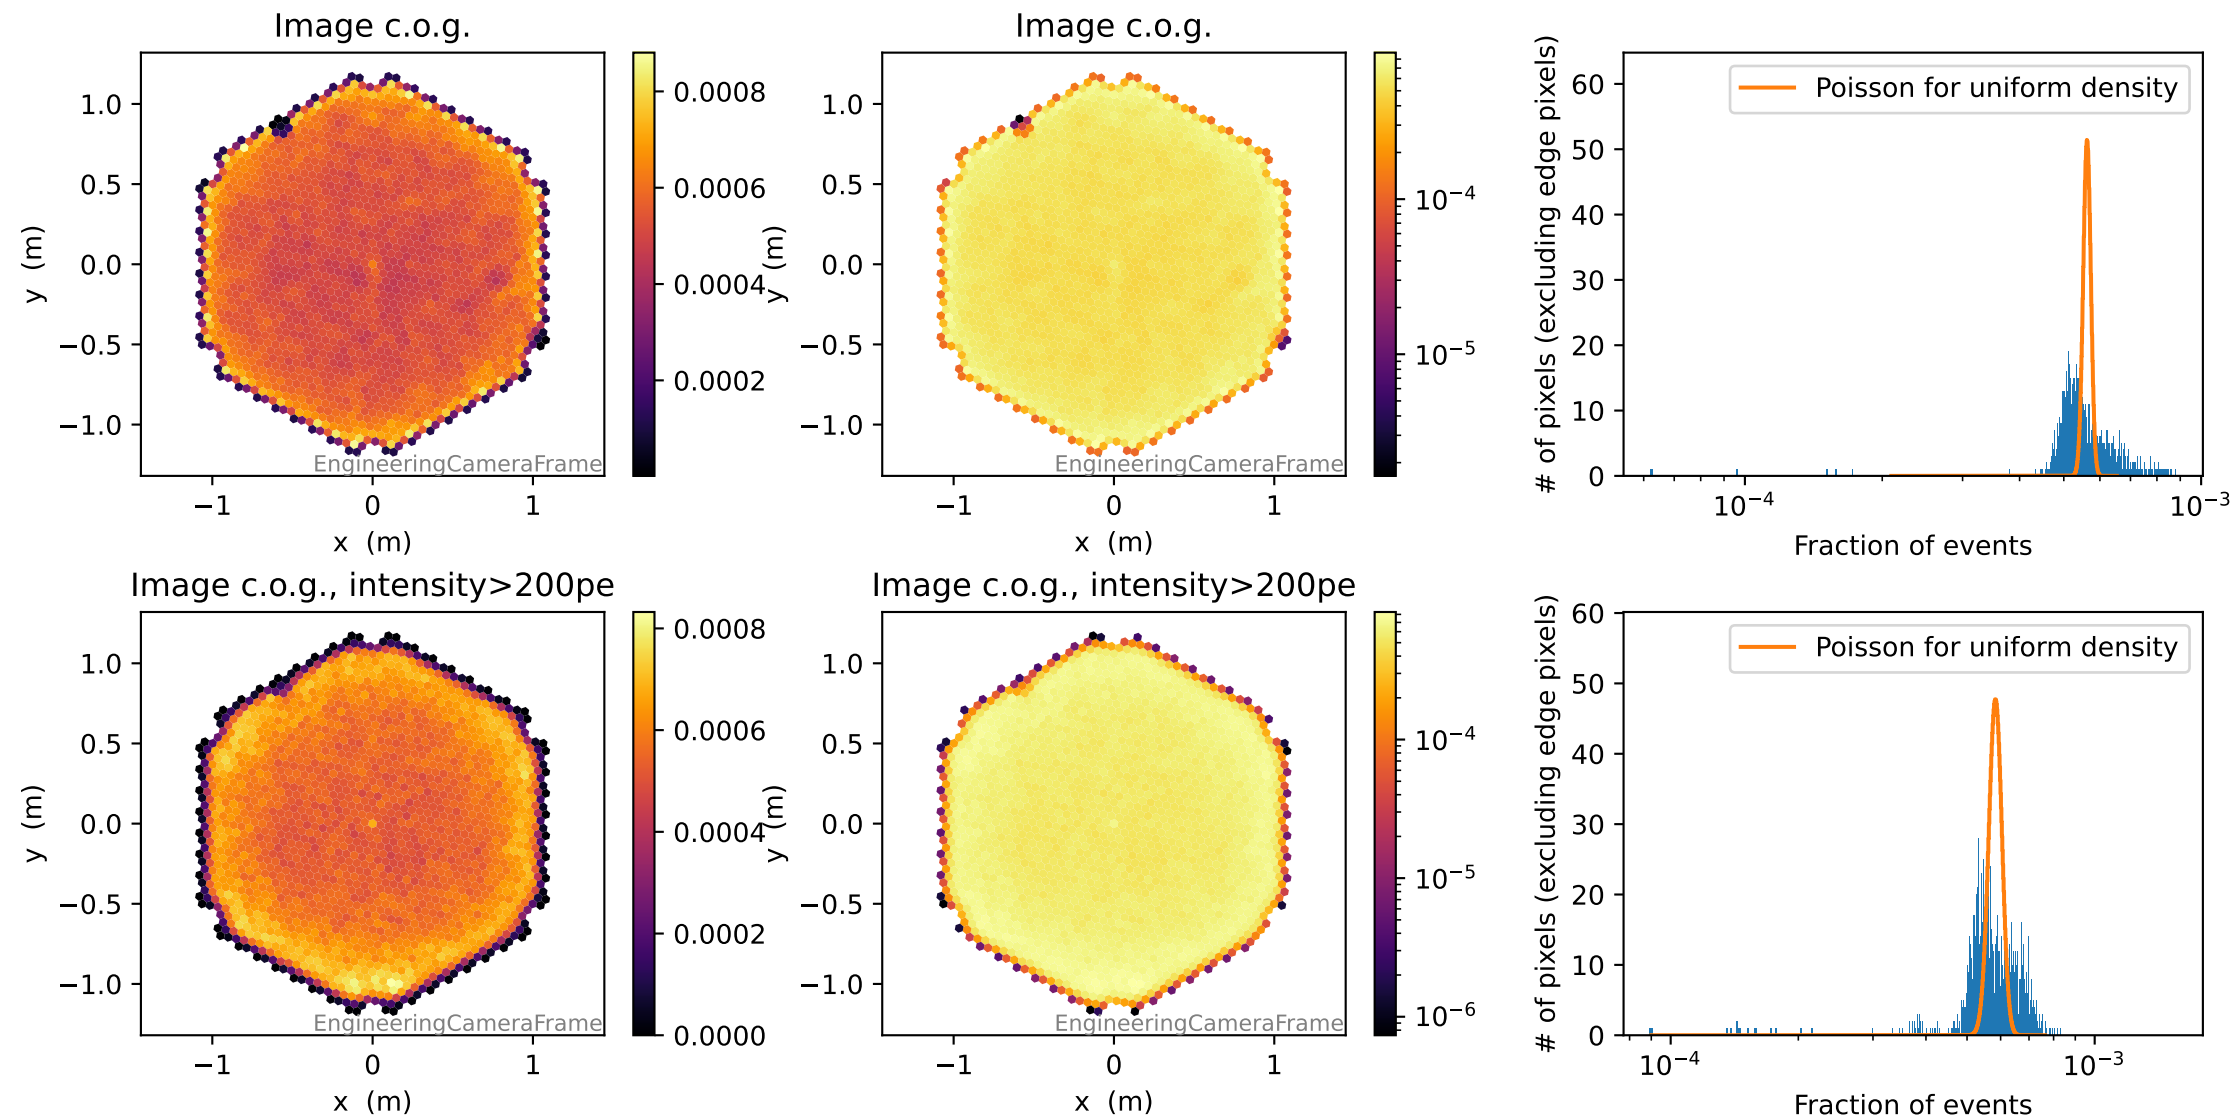 Image c.o.g.
1.0
0.5
0.0
−0.5
−1.0
y (m)
−1
0
1
x (m)
EngineeringCameraFrame
0.0008
0.0006
0.0004
0.0002
Image c.o.g.
1.0
0.5
0.0
−0.5
−1.0
y (m)
−1
0
1
x (m)
EngineeringCameraFrame
10⁻⁴
10⁻⁵
# of pixels (excluding edge pixels)
60
50
40
30
20
10
0
Poisson for uniform density
10⁻⁴
10⁻³
Fraction of events
Image c.o.g., intensity>200pe
1.0
0.5
0.0
−0.5
−1.0
y (m)
−1
0
1
x (m)
EngineeringCameraFrame
0.0008
0.0006
0.0004
0.0002
0.0000
Image c.o.g., intensity>200pe
1.0
0.5
0.0
−0.5
−1.0
y (m)
−1
0
1
x (m)
EngineeringCameraFrame
10⁻⁴
10⁻⁵
10⁻⁶
# of pixels (excluding edge pixels)
60
50
40
30
20
10
0
Poisson for uniform density
10⁻⁴
10⁻³
Fraction of events